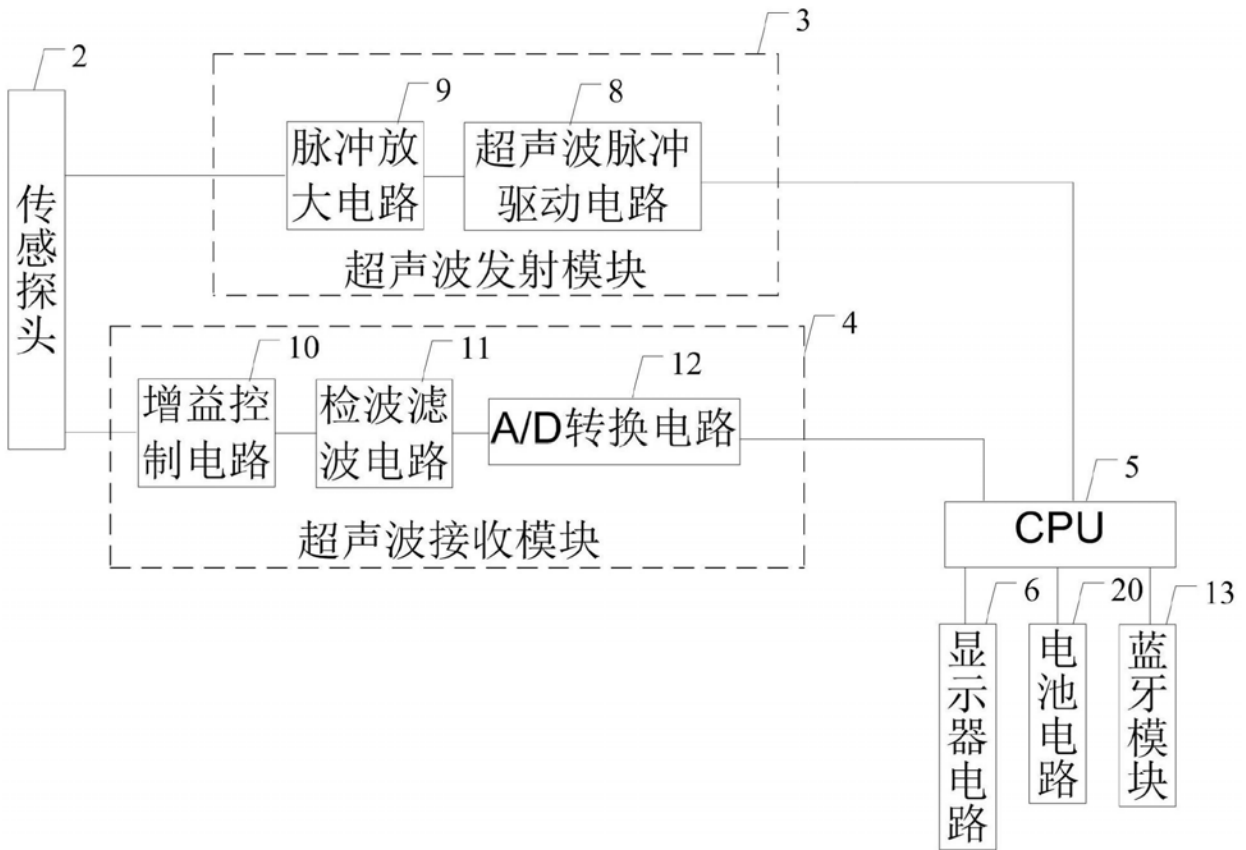 3
2
9
8
脉冲放
大电路
超声波脉冲
驱动电路
传感探头
超声波发射模块
4
10
11
12
增益控
制电路
检波滤
波电路
A/D转换电路
超声波接收模块
5
CPU
6
20
13
显示器电路
电池电路
蓝牙模块